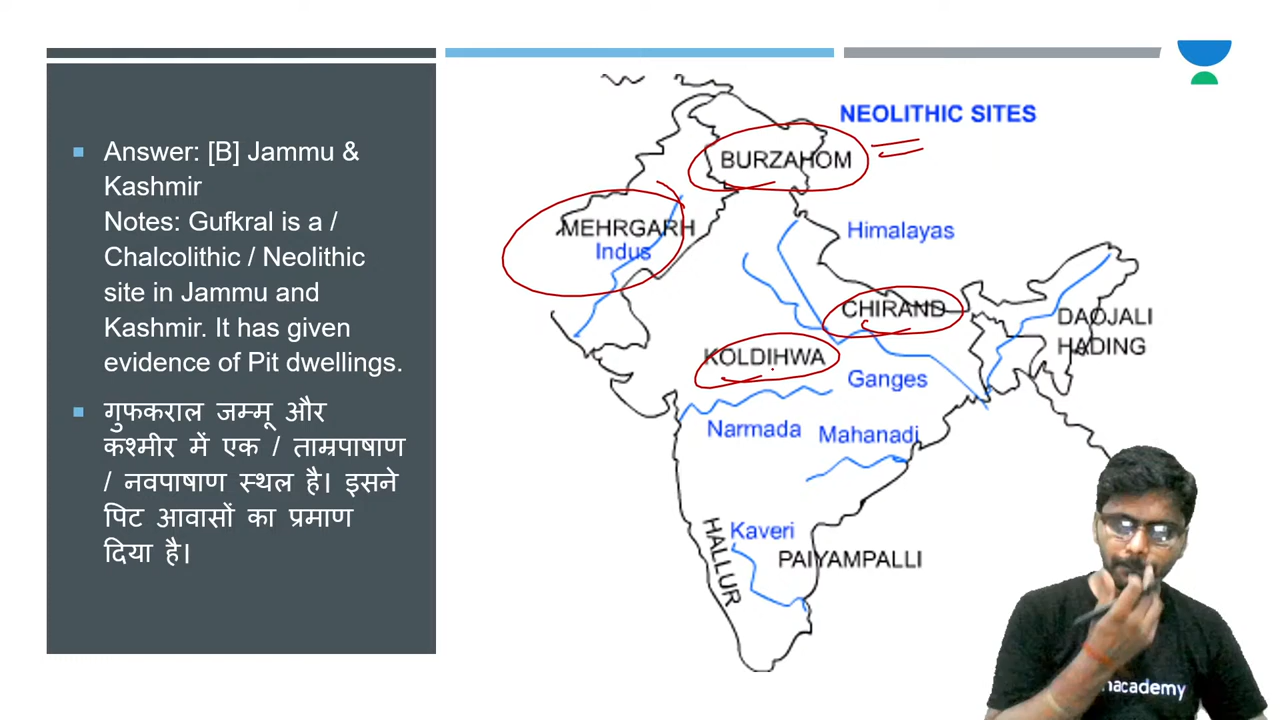 Answer: [B] Jammu &
Kashmir
Notes: Gufkral is a /
Chalcolithic / Neolithic
site in Jammu and
Kashmir. It has given
evidence of Pit dwellings.
गुफकराल जम्मू और
कश्मीर में एक / ताम्रपाषाण
/ नवपाषाण स्थल है। इसने
पिट आवासों का प्रमाण
दिया है।
NEOLITHIC SITES
BURZAHOM
MEHRGARH
Indus
Himalayas
CHIRAND
DAOJALI
HADING
KOLDIHWA
Ganges
Narmada
Mahanadi
HALLUR
Kaveri
PAIYAMPALLI